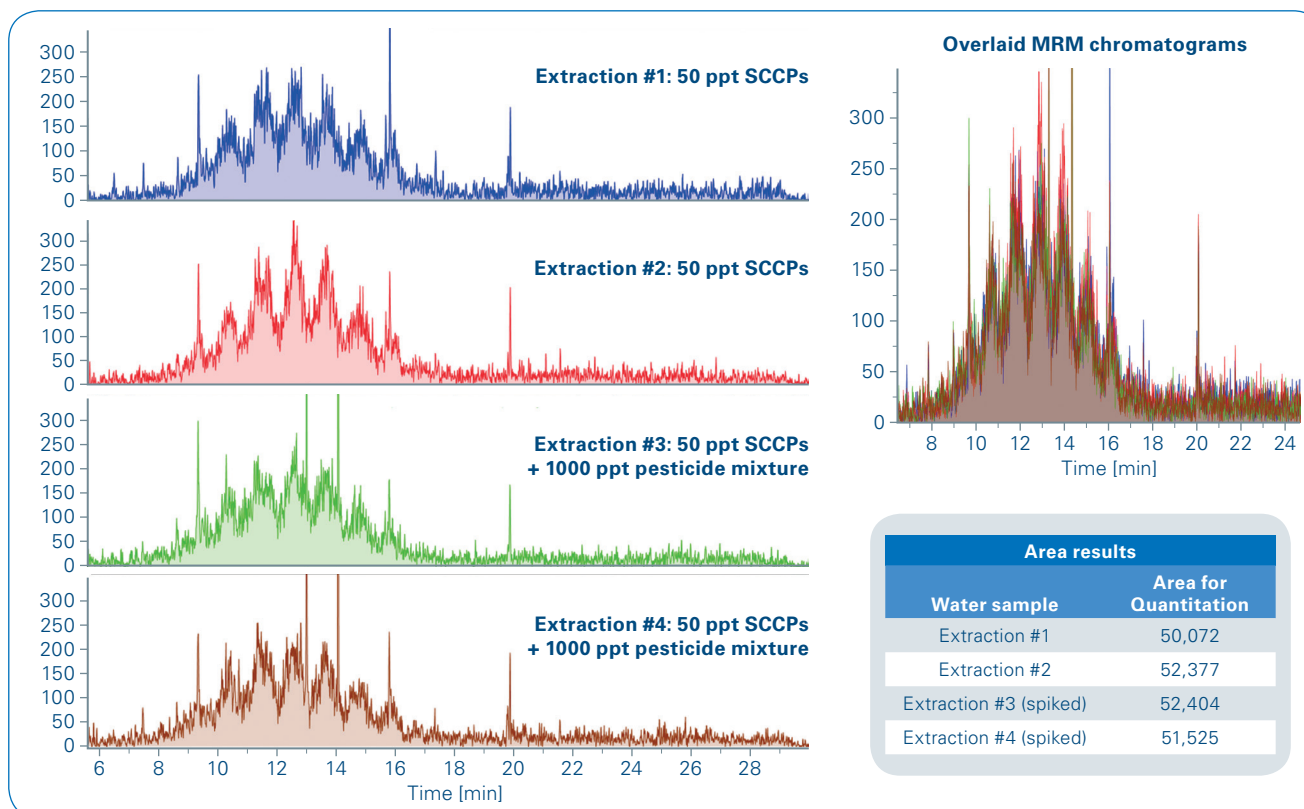 300
250
200
150
100
50
0
Extraction #1: 50 ppt SCCPs
300
250
200
150
100
50
0
Extraction #2: 50 ppt SCCPs
300
250
200
150
100
50
0
Extraction #3: 50 ppt SCCPs
+ 1000 ppt pesticide mixture
300
250
200
150
100
50
0
Extraction #4: 50 ppt SCCPs
+ 1000 ppt pesticide mixture
6 8 10 12 14 16 18 20 22 24 26 28
Time [min]
Overlaid MRM chromatograms
300
250
200
150
100
50
0
8 10 12 14 16 18 20 22 24
Time [min]
Area results
Water sample Area for Quantitation
Extraction #1 50,072
Extraction #2 52,377
Extraction #3 (spiked) 52,404
Extraction #4 (spiked) 51,525